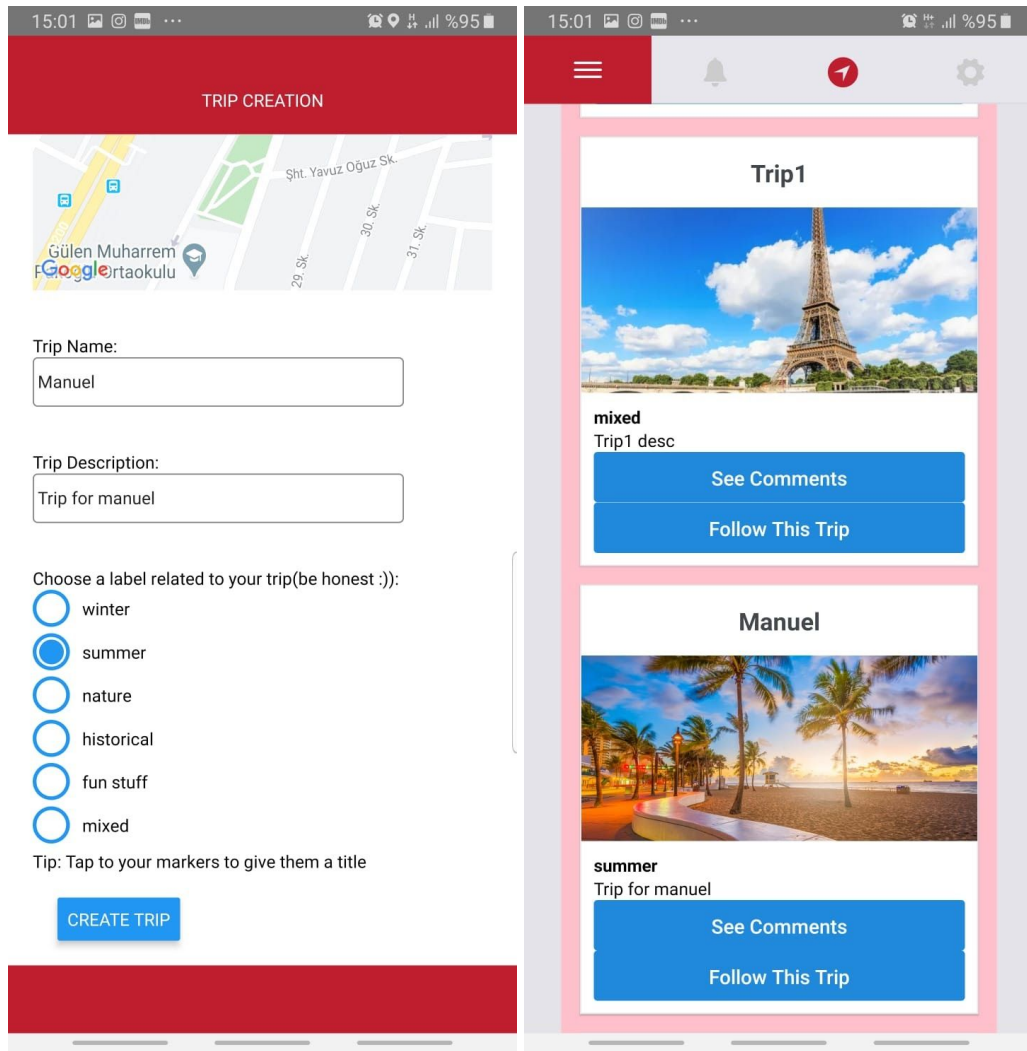 15:01 ... %95
TRIP CREATION
Şht. Yavuz Oğuz Sk.
30. Sk.
31. Sk.
29. Sk.
Gülen Muharrem
Google rtaokulu
Trip Name:
Manuel
Trip Description:
Trip for manuel
Choose a label related to your trip(be honest :)):
winter
summer
nature
historical
fun stuff
mixed
Tip: Tap to your markers to give them a title
CREATE TRIP
15:01 ... %95
Trip1
mixed
Trip1 desc
See Comments
Follow This Trip
Manuel
summer
Trip for manuel
See Comments
Follow This Trip